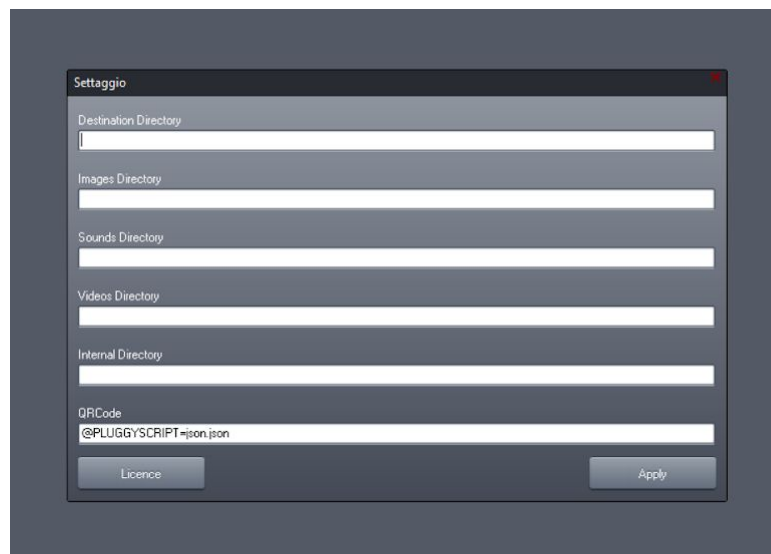 Settaggio
Destination Directory
Images Directory
Sounds Directory
Videos Directory
Internal Directory
QRCode
@PLUGGYSCRIPT=json.json
Licence
Apply